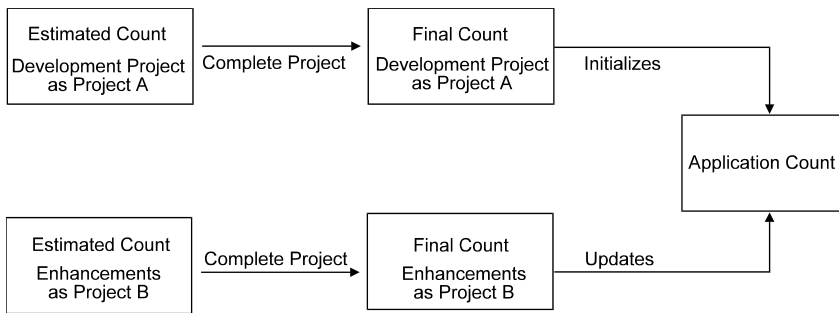 Estimated Count
Development Project
as Project A
Complete Project
Final Count
Development Project
as Project A
Initializes
Application Count
Estimated Count
Enhancements
as Project B
Complete Project
Final Count
Enhancements
as Project B
Updates